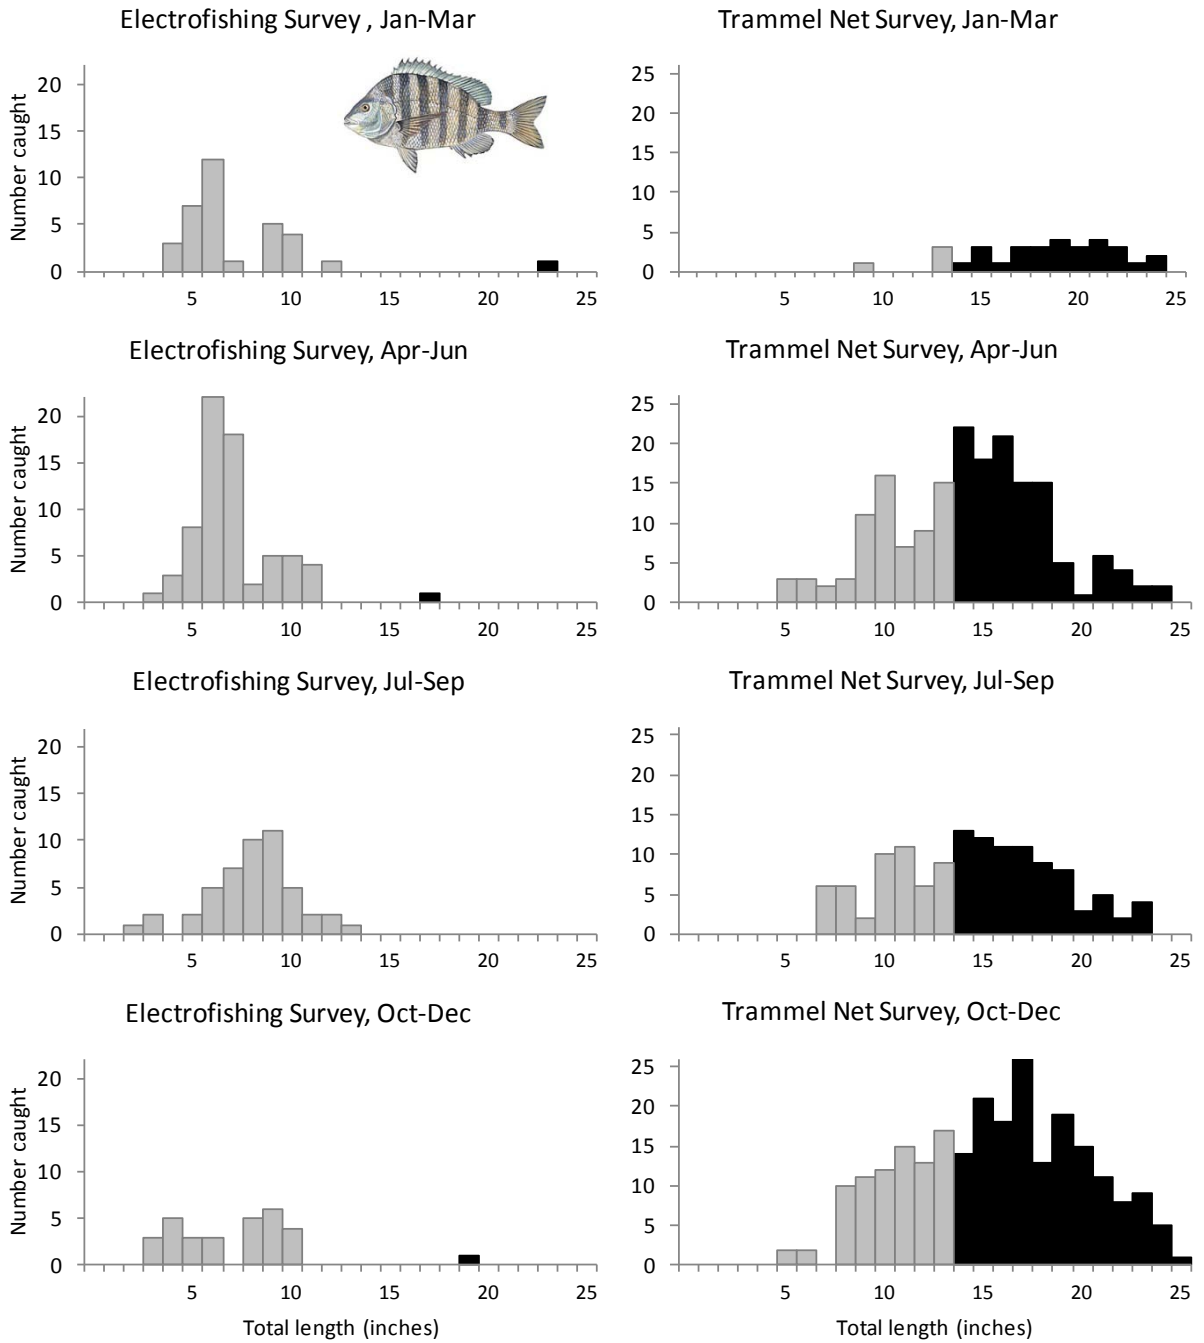 Electrofishing Survey , Jan-Mar
Number caught
20
15
10
5
0
5 10 15 20 25
Trammel Net Survey, Jan-Mar
25
20
15
10
5
0
5 10 15 20 25
Electrofishing Survey, Apr-Jun
Number caught
20
15
10
5
0
5 10 15 20 25
Trammel Net Survey, Apr-Jun
25
20
15
10
5
0
5 10 15 20 25
Electrofishing Survey, Jul-Sep
Number caught
20
15
10
5
0
5 10 15 20 25
Trammel Net Survey, Jul-Sep
25
20
15
10
5
0
5 10 15 20 25
Electrofishing Survey, Oct-Dec
Number caught
20
15
10
5
0
5 10 15 20 25
Total length (inches)
Trammel Net Survey, Oct-Dec
25
20
15
10
5
0
5 10 15 20 25
Total length (inches)